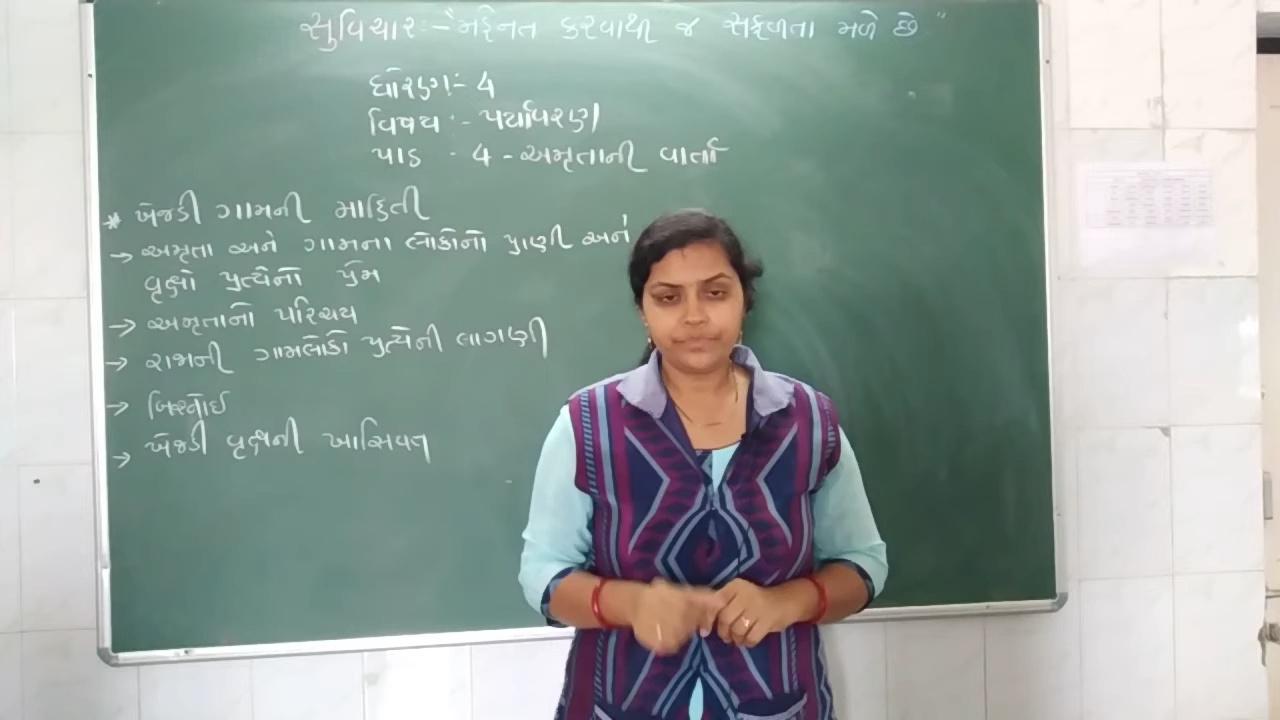 સુવિચાર:- "મહેનત કરવાથી જ સફળતા મળે છે"
ધોરણ:- 4
વિષય:- પર્યાવરણ
પાઠ - 4 - અમૃતાની વાર્તા
* ખેજડી ગામની માહિતી
→ અમૃતા અને ગામના લોકોનો પ્રાણી અને
વૃક્ષો પ્રત્યેનો પ્રેમ
→ અમૃતાનો પરિચય
→ રાજાની ગામલોકો પ્રત્યેની લાગણી
→ બિશ્નોઈ
→ ખેજડી વૃક્ષની ખાસિયત